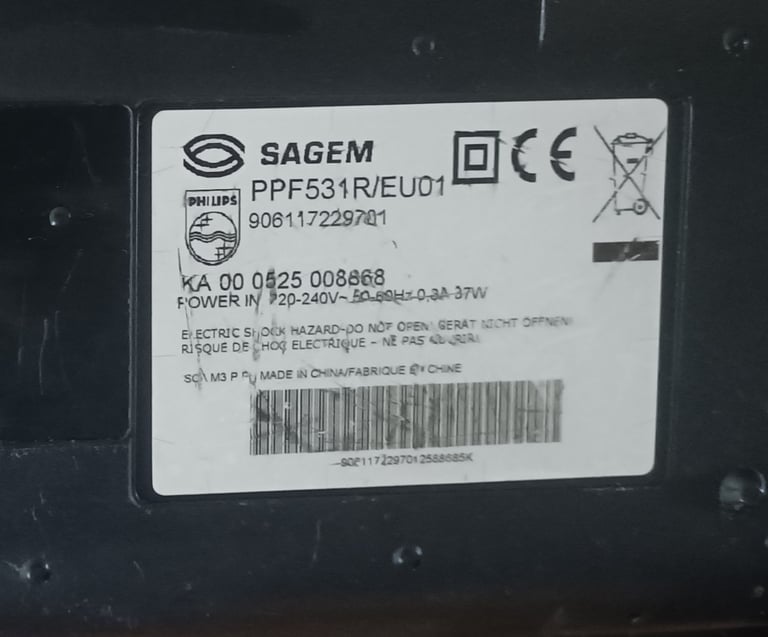 SAGEM
PHILIPS
PPF531R/EU01
906117229701
KA 00 0525 008868
POWER IN 220-240V~ 50-60Hz 0,3A 37W
ELECTRIC SHOCK HAZARD-DO NOT OPEN GERÄT NICHT ÖFFNEN
RISQUE DE CHOC ELECTRIQUE - NE PAS OUVRIR
M3 MADE IN CHINA/FABRIQUE EN CHINE